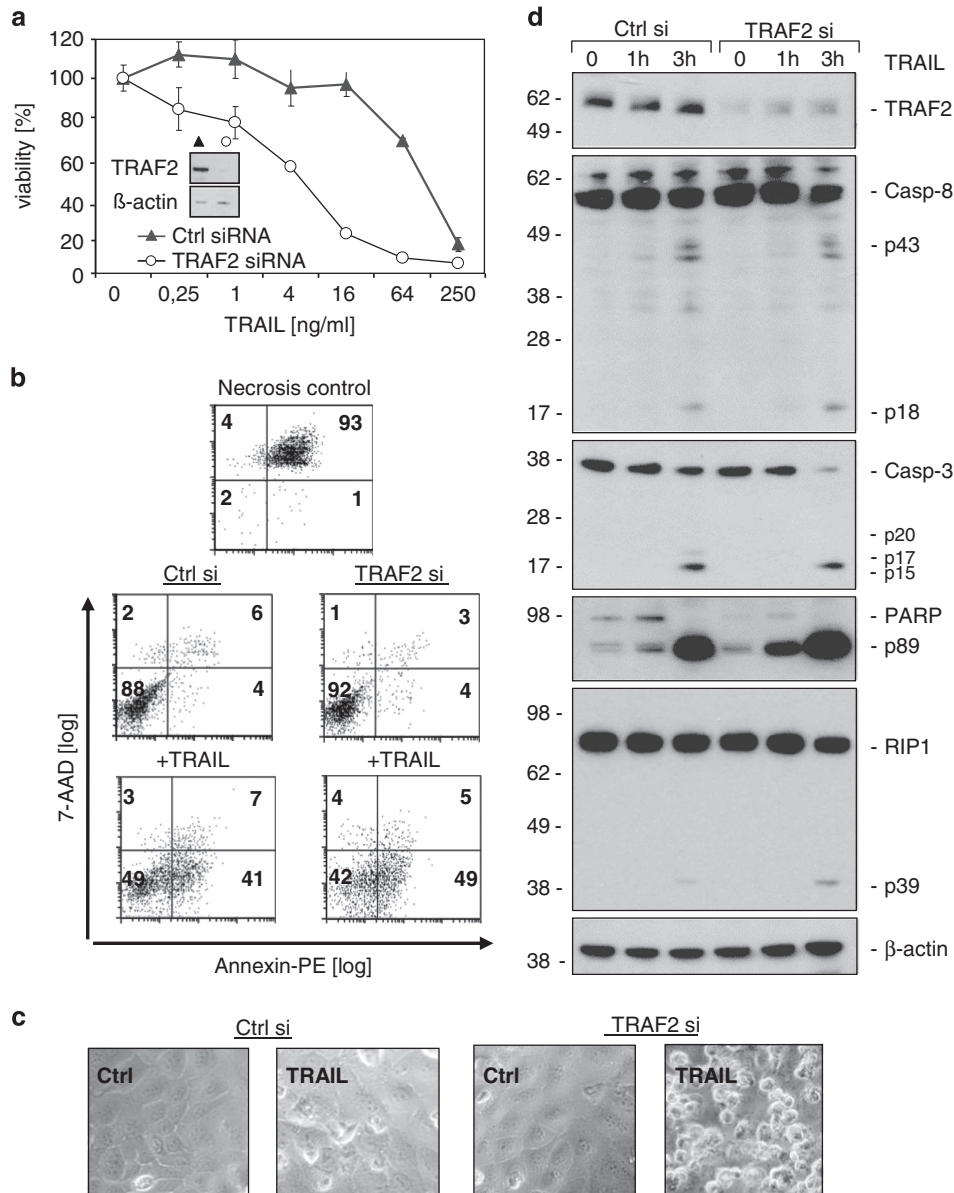 a
120
100
80
60
40
20
0
viability [%]
TRAF2
ß-actin
Ctrl siRNA
TRAF2 siRNA
0 0,25 1 4 16 64 250
TRAIL [ng/ml]
b
Necrosis control
4 93
2 1
Ctrl si TRAF2 si
2 6 1 3
88 4 92 4
+TRAIL +TRAIL
3 7 4 5
49 41 42 49
7-AAD [log]
Annexin-PE [log]
c
Ctrl si TRAF2 si
Ctrl TRAIL Ctrl TRAIL
d
Ctrl si TRAF2 si
0 1h 3h 0 1h 3h TRAIL
62 -
49 -
- TRAF2
62 -
49 -
38 -
28 -
17 -
- Casp-8
- p43
- p18
38 -
28 -
17 -
- Casp-3
- p20
- p17
- p15
98 -
- PARP
- p89
98 -
62 -
49 -
38 -
- RIP1
- p39
38 -
- β-actin